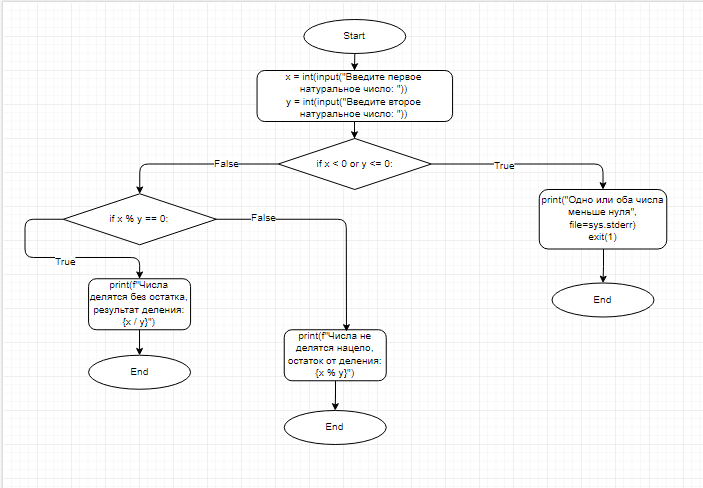 Start
x = int(input("Введите первое
натуральное число: "))
y = int(input("Введите второе
натуральное число: "))
if x < 0 or y <= 0:
False
True
if x % y == 0:
False
True
print("Одно или оба числа
меньше нуля",
file=sys.stderr)
exit(1)
End
print(f"Числа
делятся без остатка,
результат деления:
{x / y}")
End
print(f"Числа не
делятся нацело,
остаток от деления:
{x % y}")
End